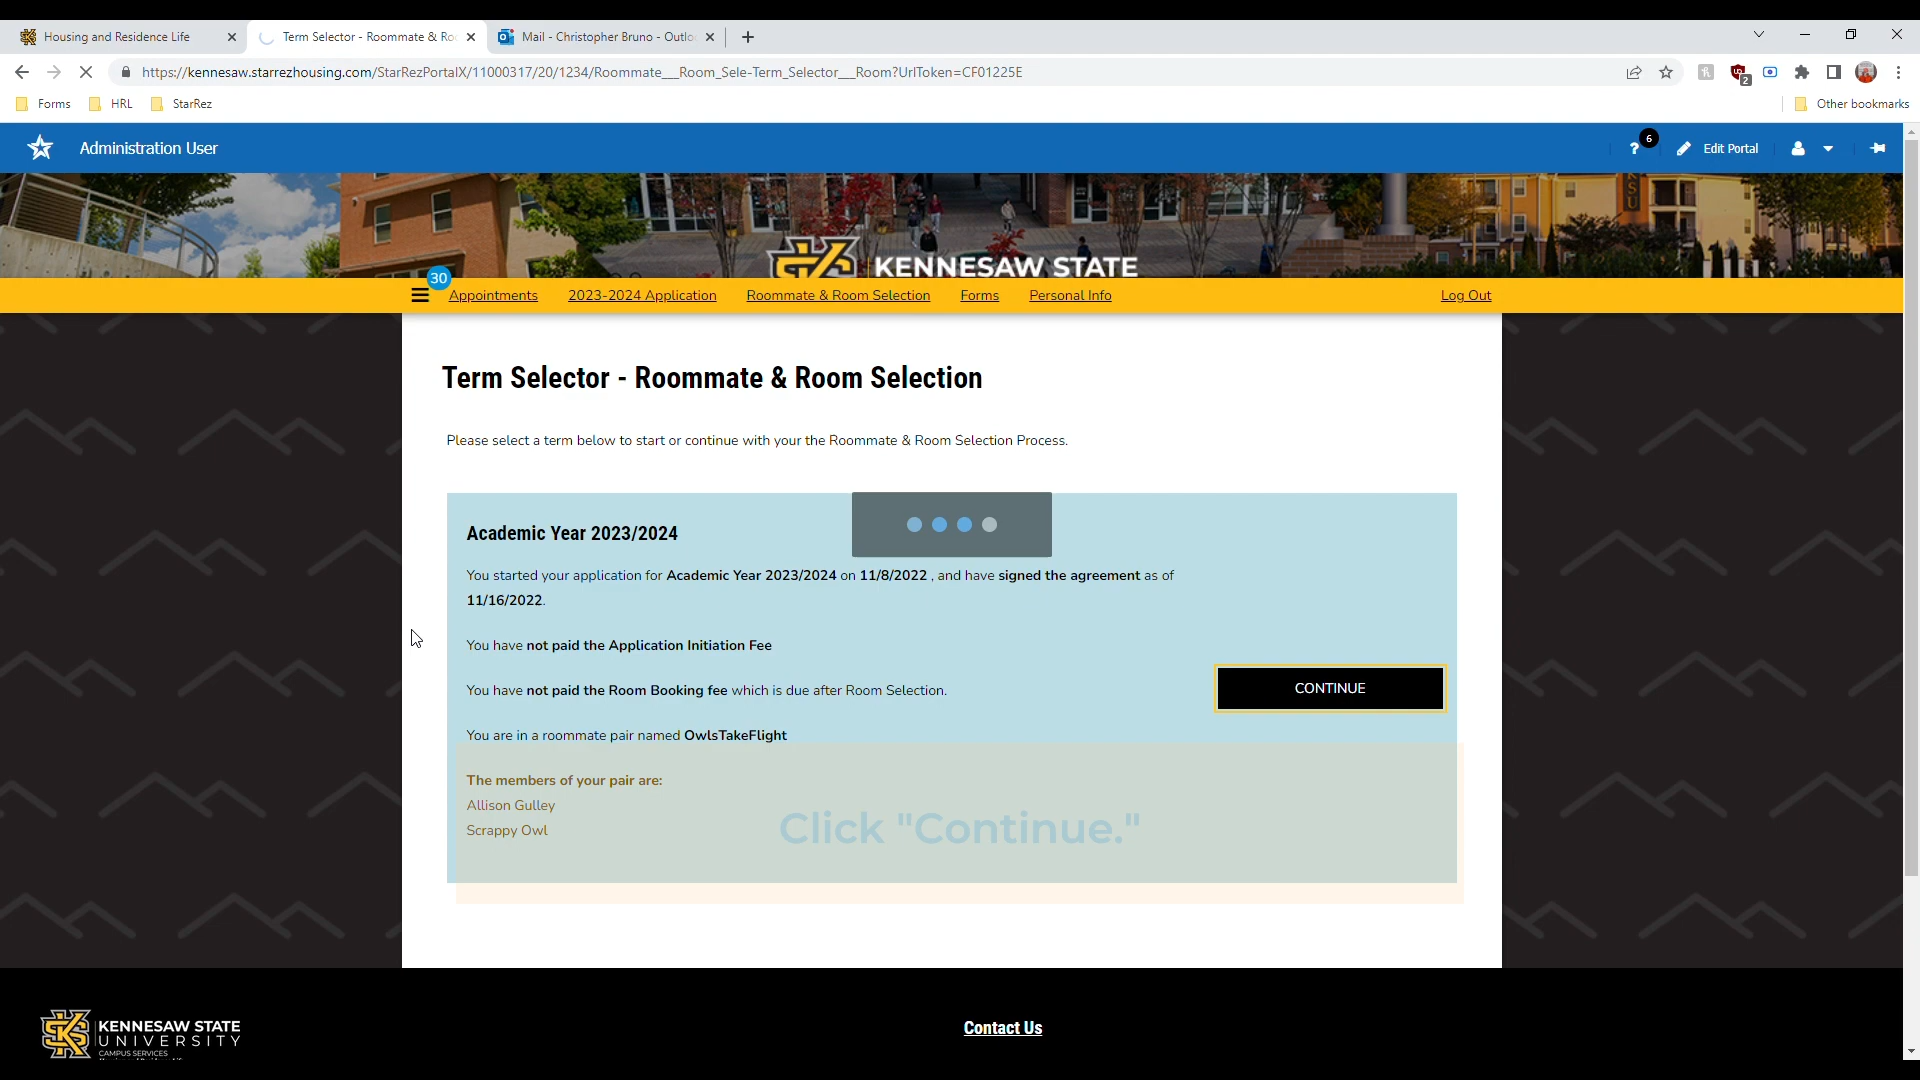 Housing and Residence Life
Term Selector - Roommate & Roo
Mail - Christopher Bruno - Outlo
https://kennesaw.starrezhousing.com/StarRezPortalX/11000317/20/1234/Roommate__Room_Sele-Term_Selector__Room?UrlToken=CF01225E
2
Forms
HRL
StarRez
Other bookmarks
Administration User
?
6
Edit Portal
KSU
KENNESAW STATE
30
Appointments
2023-2024 Application
Roommate & Room Selection
Forms
Personal Info
Log Out
Term Selector - Roommate & Room Selection
Please select a term below to start or continue with your the Roommate & Room Selection Process.
Academic Year 2023/2024
You started your application for Academic Year 2023/2024 on 11/8/2022 , and have signed the agreement as of
11/16/2022.
You have not paid the Application Initiation Fee
You have not paid the Room Booking fee which is due after Room Selection.
CONTINUE
You are in a roommate pair named OwlsTakeFlight
The members of your pair are:
Allison Gulley
Scrappy Owl
Click "Continue."
KENNESAW STATE
UNIVERSITY
CAMPUS SERVICES
Contact Us